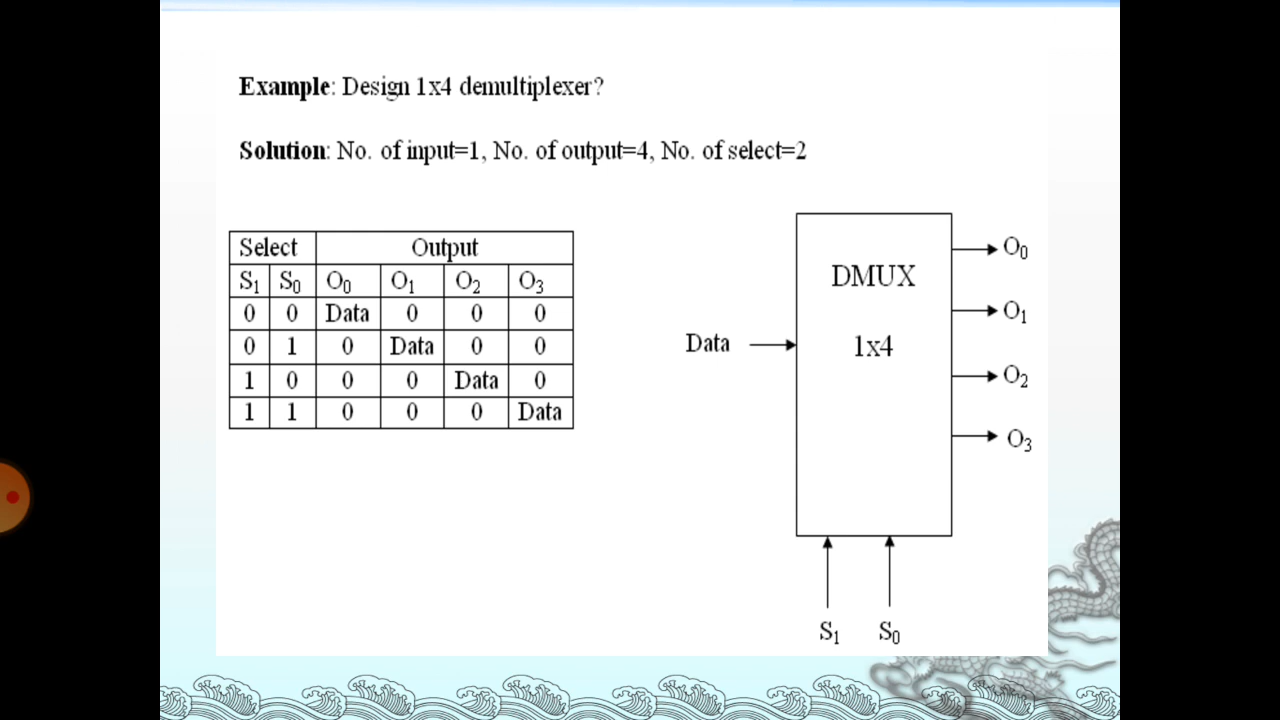 Example: Design 1x4 demultiplexer?
Solution: No. of input=1, No. of output=4, No. of select=2
Select Output
S1 S0 O0 O1 O2 O3
0 0 Data 0 0 0
0 1 0 Data 0 0
1 0 0 0 Data 0
1 1 0 0 0 Data
Data
DMUX
1x4
O0
O1
O2
O3
S1 S0